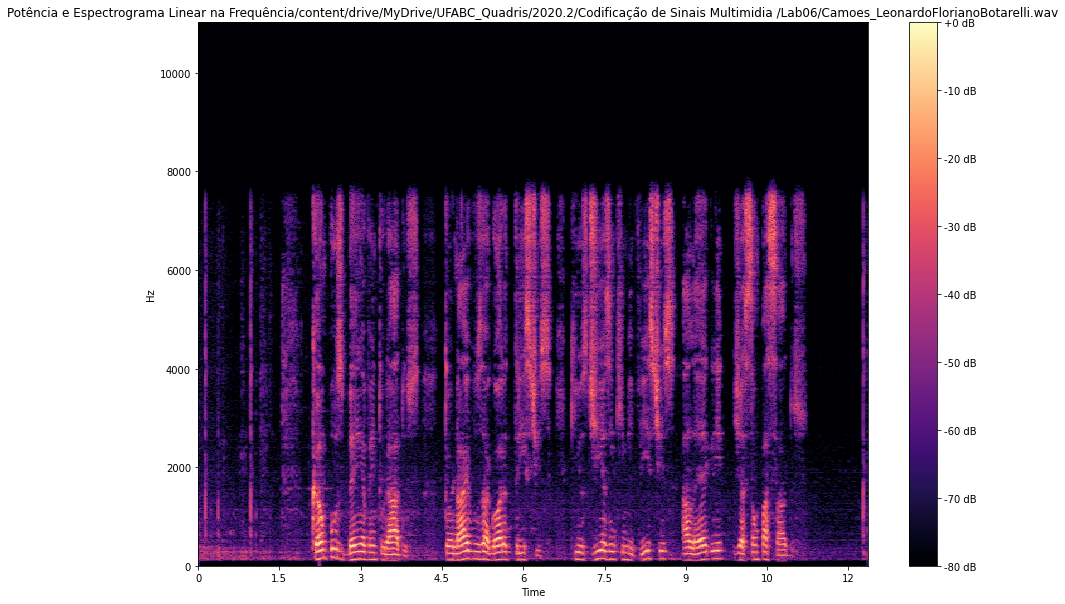 Potência e Espectrograma Linear na Frequência/content/drive/MyDrive/UFABC_Quadris/2020.2/Codificação de Sinais Multimidia /Lab06/Camoes_LeonardoFlorianoBotarelli.wav
+0 dB
10000
-10 dB
8000
-20 dB
6000
-30 dB
Hz
-40 dB
4000
-50 dB
2000
-60 dB
-70 dB
0
-80 dB
0 1.5 3 4.5 6 7.5 9 10 12
Time